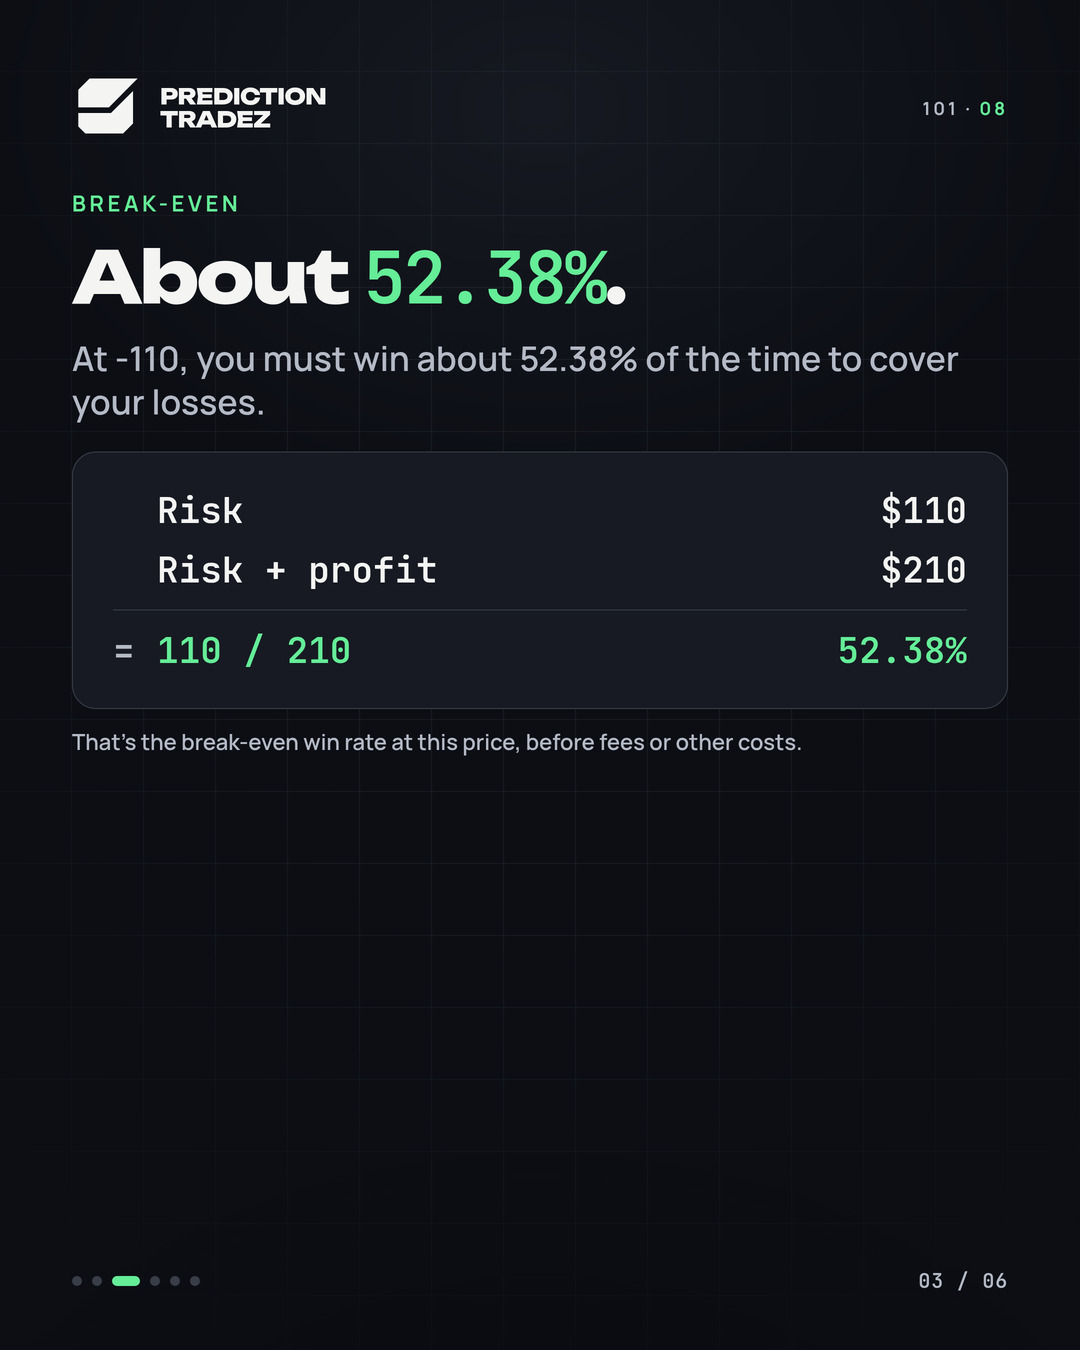 PREDICTION
TRADEZ
101 · 08
BREAK-EVEN
About 52.38%.
At -110, you must win about 52.38% of the time to cover
your losses.
Risk $110
Risk + profit $210
= 110 / 210 52.38%
That’s the break-even win rate at this price, before fees or other costs.
03 / 06